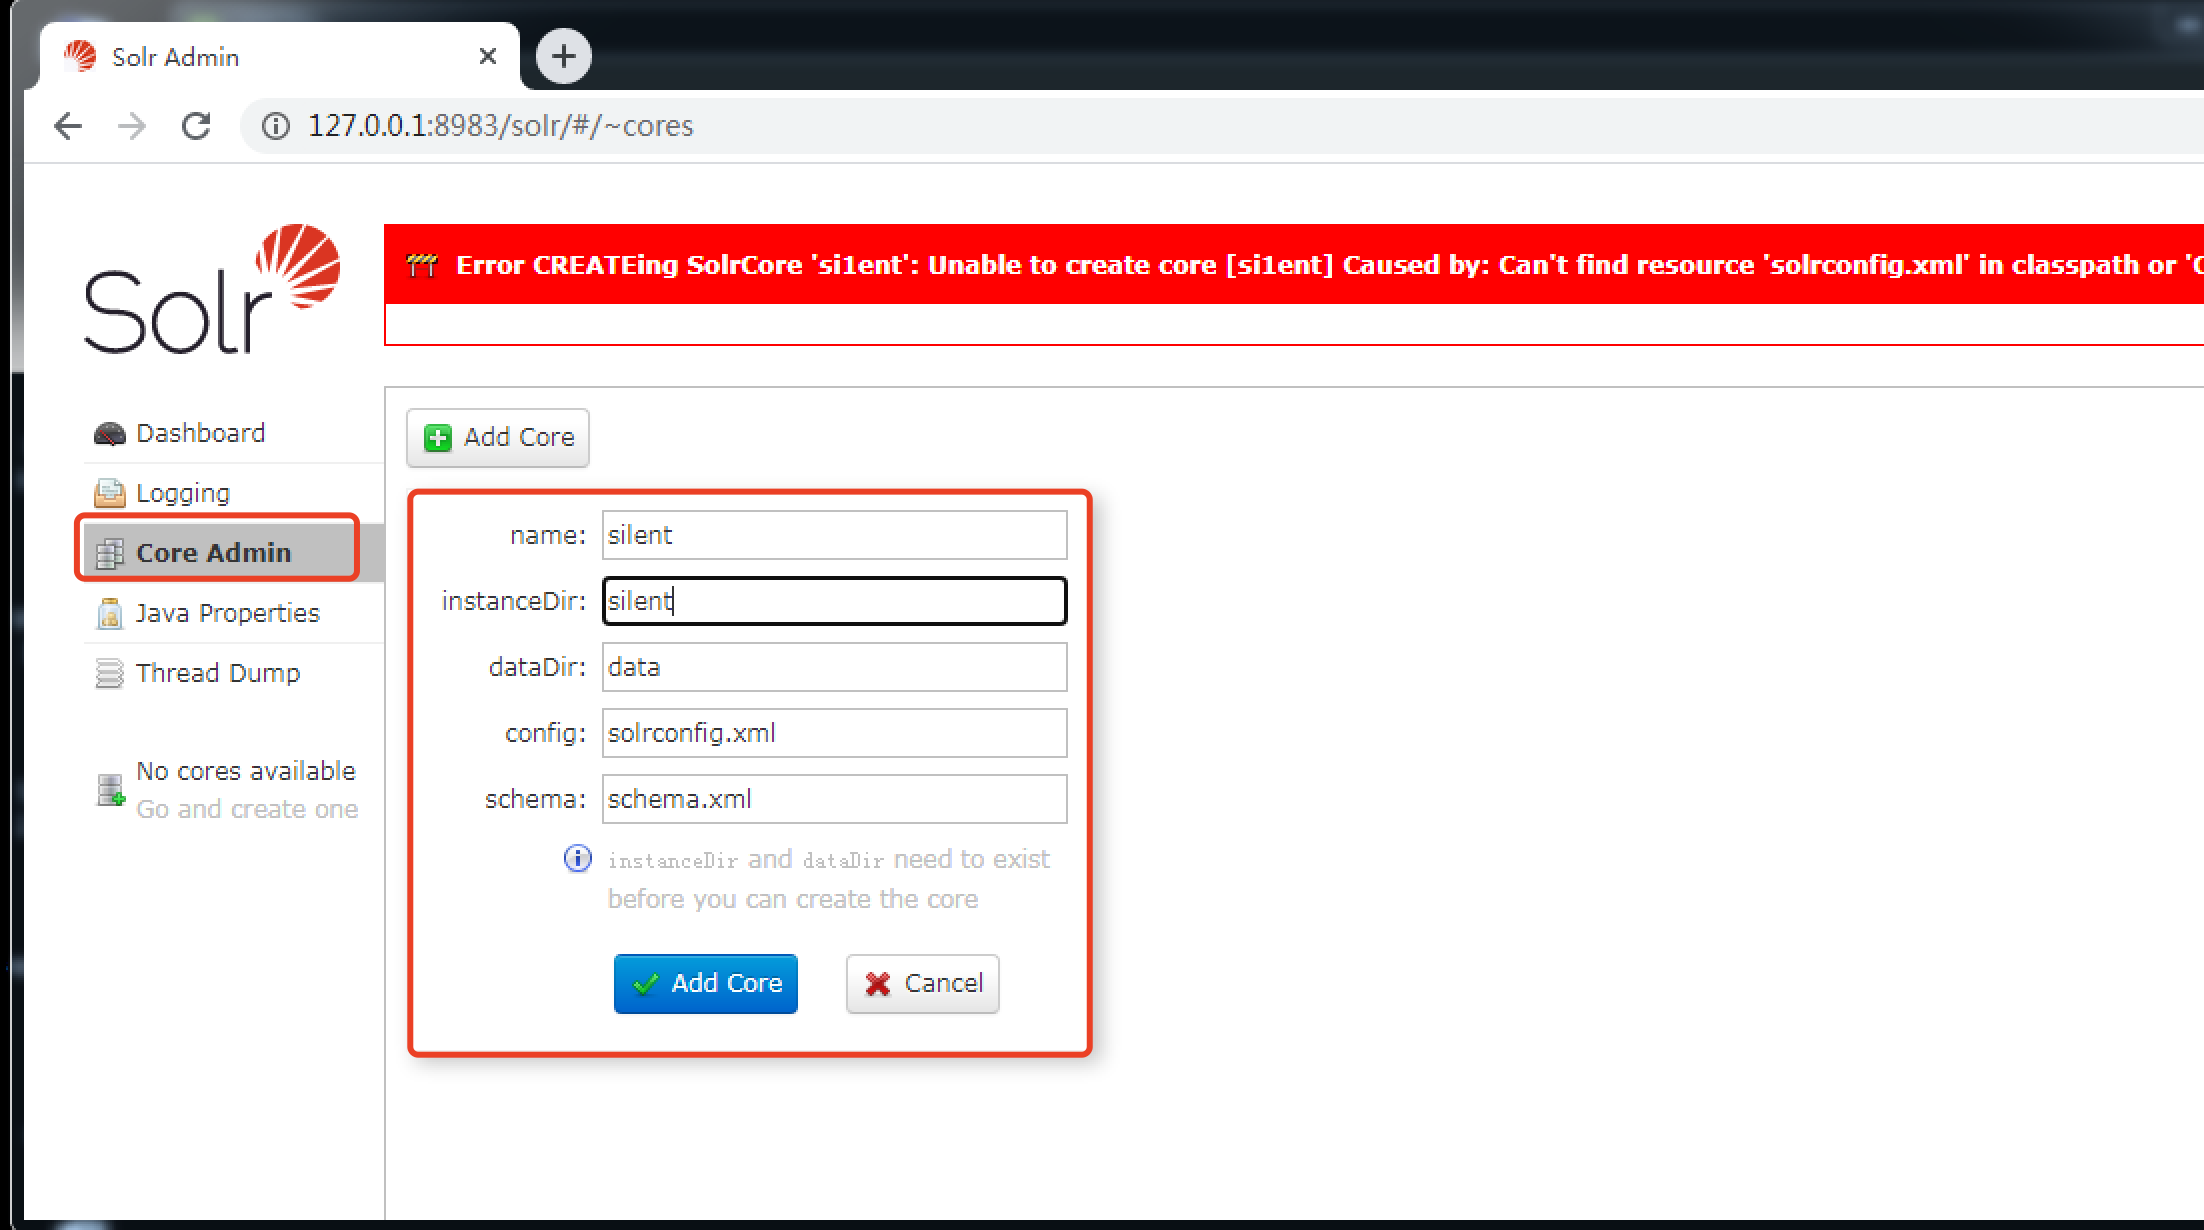 Solr Admin
127.0.0.1:8983/solr/#/~cores
Solr
Error CREATEing SolrCore 'si1ent': Unable to create core [si1ent] Caused by: Can't find resource 'solrconfig.xml' in classpath or 'C
Dashboard
Logging
Core Admin
Java Properties
Thread Dump
No cores available
Go and create one
Add Core
name: silent
instanceDir: silent
dataDir: data
config: solrconfig.xml
schema: schema.xml
instanceDir and dataDir need to exist
before you can create the core
Add Core
Cancel